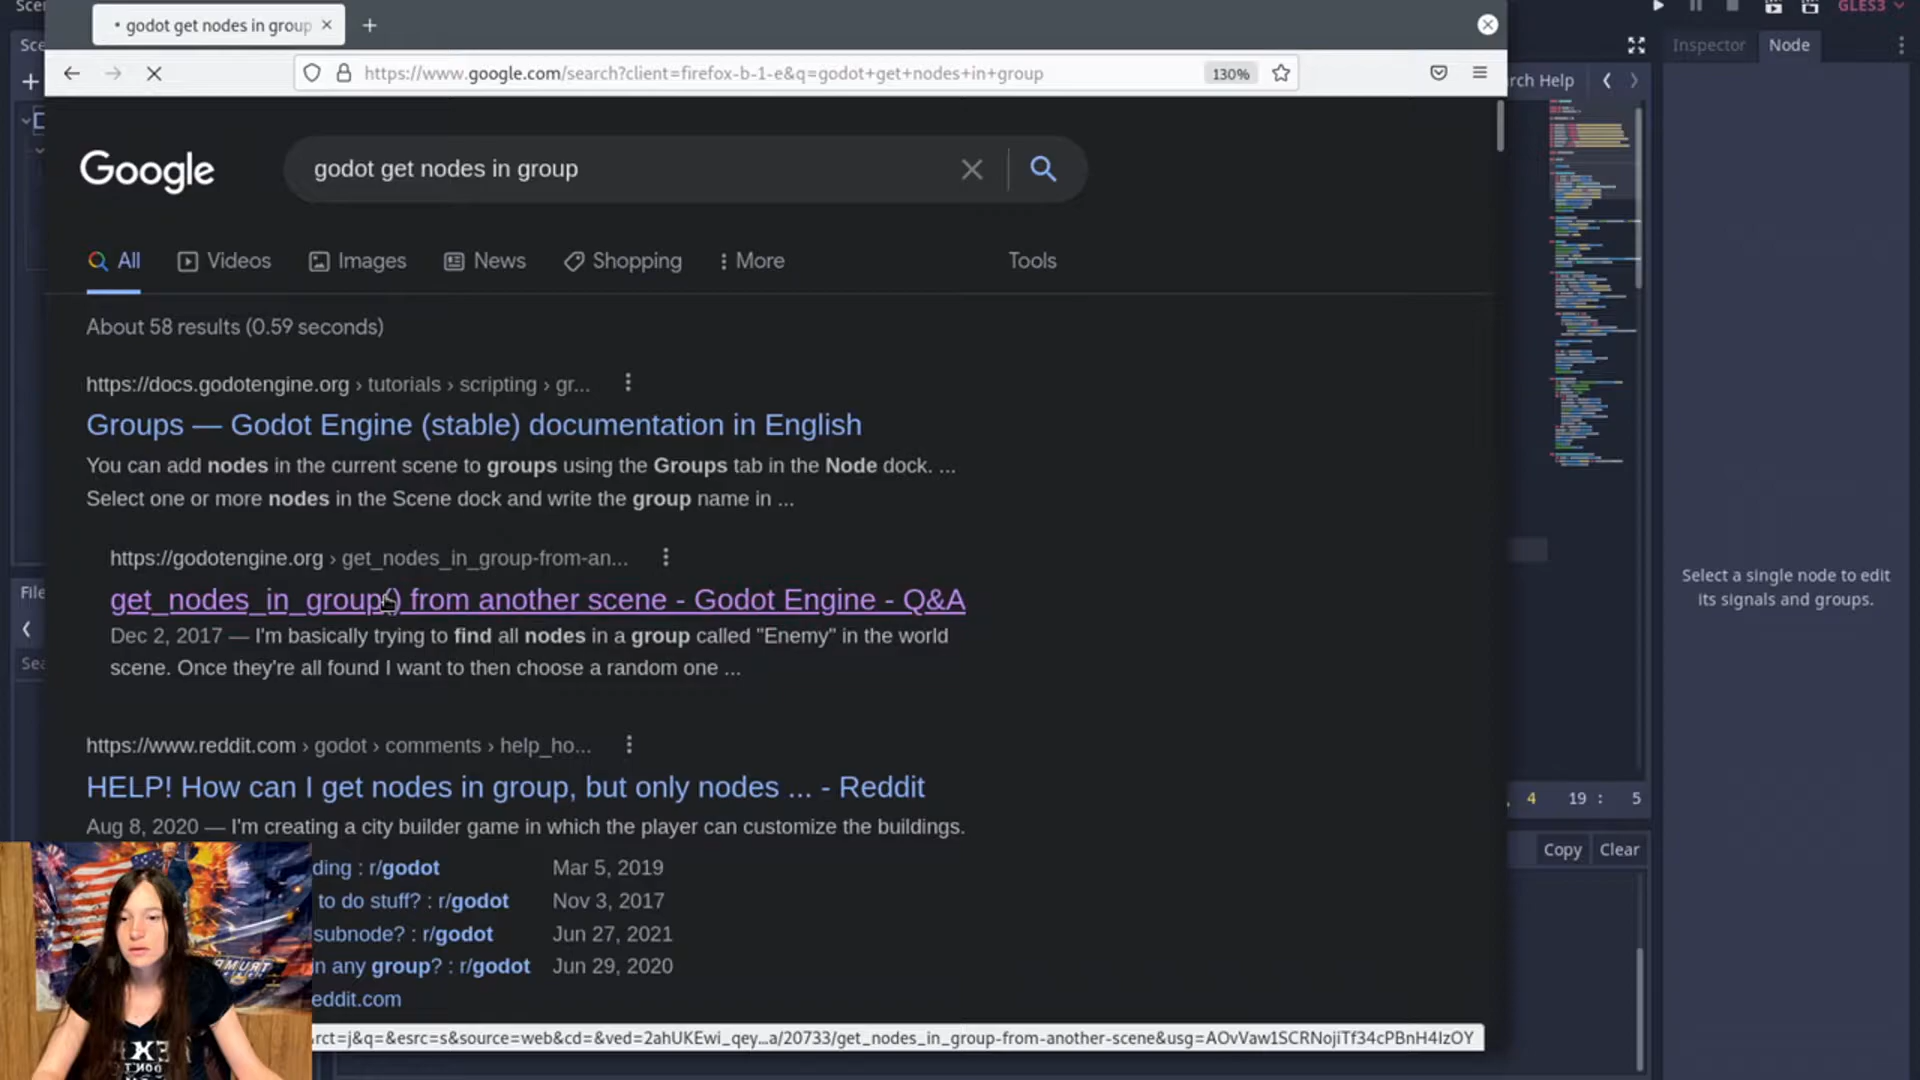 godot get nodes in group
GLES3
https://www.google.com/search?client=firefox-b-1-e&q=godot+get+nodes+in+group
130%
Inspector
Node
rch Help
Google
godot get nodes in group
All
Videos
Images
News
Shopping
More
Tools
About 58 results (0.59 seconds)
https://docs.godotengine.org › tutorials › scripting › gr...
Groups — Godot Engine (stable) documentation in English
You can add nodes in the current scene to groups using the Groups tab in the Node dock. ...
Select one or more nodes in the Scene dock and write the group name in ...
https://godotengine.org › get_nodes_in_group-from-an...
get_nodes_in_group() from another scene - Godot Engine - Q&A
Dec 2, 2017 — I'm basically trying to find all nodes in a group called "Enemy" in the world
scene. Once they're all found I want to then choose a random one ...
https://www.reddit.com › godot › comments › help_ho...
HELP! How can I get nodes in group, but only nodes ... - Reddit
Aug 8, 2020 — I'm creating a city builder game in which the player can customize the buildings.
ding : r/godot Mar 5, 2019
to do stuff? : r/godot Nov 3, 2017
subnode? : r/godot Jun 27, 2021
n any group? : r/godot Jun 29, 2020
eddit.com
rct=j&q=&esrc=s&source=web&cd=&ved=2ahUKEwi_qey...a/20733/get_nodes_in_group-from-another-scene&usg=AOvVaw1SCRNojiTf34cPBnH4IzOY
Select a single node to edit
its signals and groups.
4 19 : 5
Copy
Clear
Sce
File
Sea